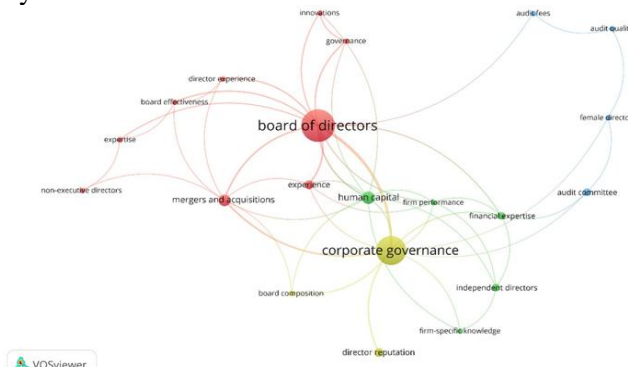 innovations
audit fees
audit qualit
governance
director experience
board effectiveness
female directo
board of directors
expertise
non-executive directors
experience
mergers and acquisitions
human capital
firm performance
audit committee
financial expertise
corporate governance
board composition
independent directors
firm-specific knowledge
director reputation
VOSviewer